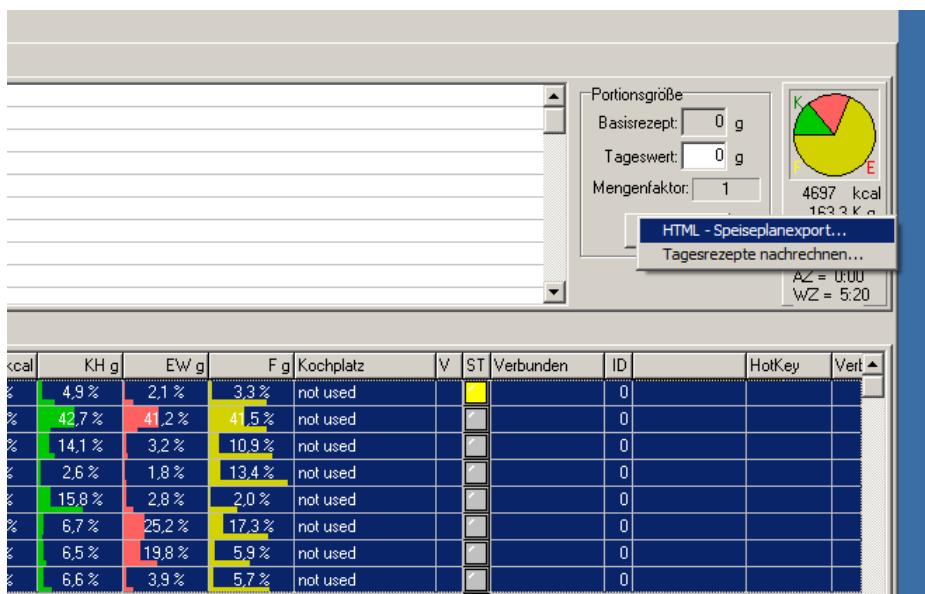 Portionsgröße
Basisrezept: 0 g
Tageswert: 0 g
Mengenfaktor: 1
K
F
E
4697 kcal
163,3 K g
HTML - Speiseplanexport...
Tagesrezepte nachrechnen...
AZ = 0:00
WZ = 5:20
kcal KH g EW g F g Kochplatz V ST Verbunden ID HotKey Vert
% 4,9 % 2,1 % 3,3 % not used 0
% 42,7 % 41,2 % 41,5 % not used 0
% 14,1 % 3,2 % 10,9 % not used 0
% 2,6 % 1,8 % 13,4 % not used 0
% 15,8 % 2,8 % 2,0 % not used 0
% 6,7 % 25,2 % 17,3 % not used 0
% 6,5 % 19,8 % 5,9 % not used 0
% 6,6 % 3,9 % 5,7 % not used 0